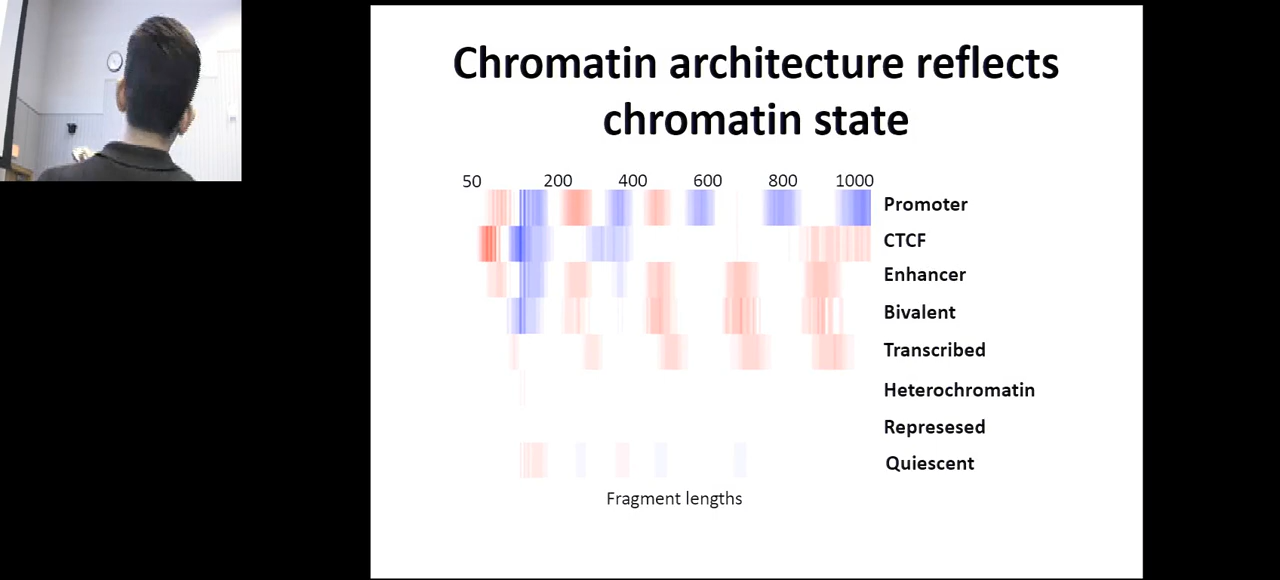 Chromatin architecture reflects
chromatin state
50 200 400 600 800 1000
Promoter
CTCF
Enhancer
Bivalent
Transcribed
Heterochromatin
Represesed
Quiescent
Fragment lengths